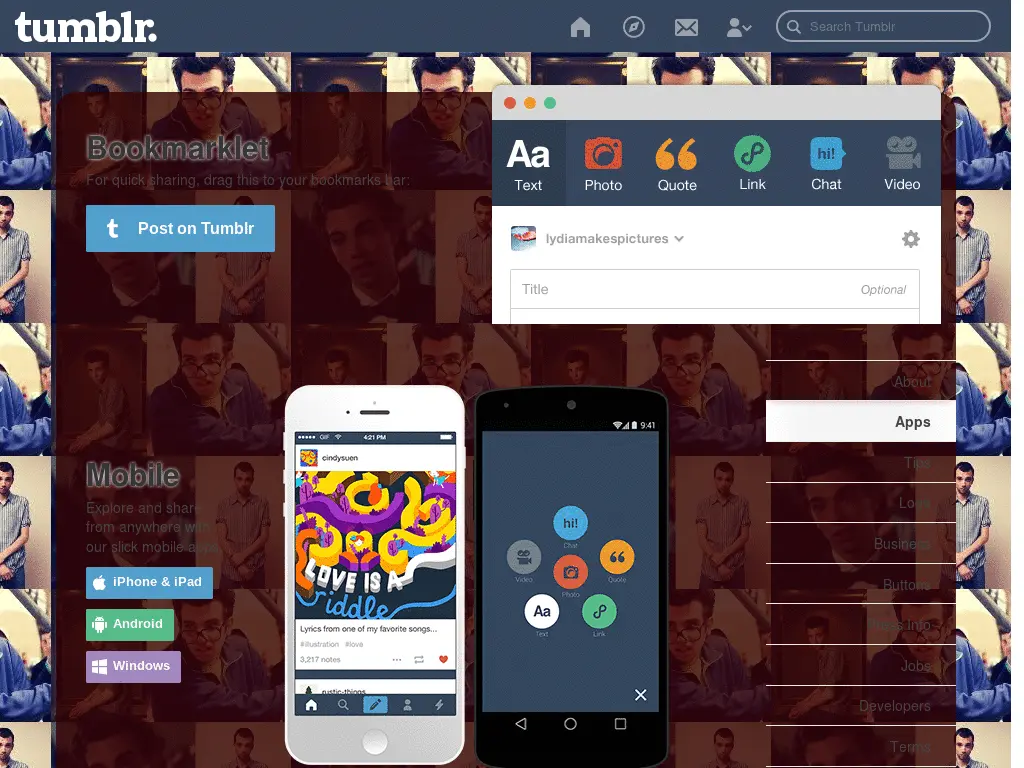 tumblr.
Search Tumblr
Bookmarklet
For quick sharing, drag this to your bookmarks bar:
t Post on Tumblr
Aa
hi!
Text
Photo
Quote
Link
Chat
Video
lydiamakespictures
Title
Optional
About
Apps
Tips
Logo
Business
Buttons
Themes Info
Jobs
Developers
Terms
Mobile
Explore and share
from anywhere with
our slick mobile apps.
iPhone & iPad
Android
Windows
GIF
4:21 PM
cindysuen
LOVE IS A
riddle
Lyrics from one of my favorite songs...
#illustration #love
3,217 notes
rustic-things
9:41
hi!
Chat
Video
Quote
Photo
Aa
Text
Link